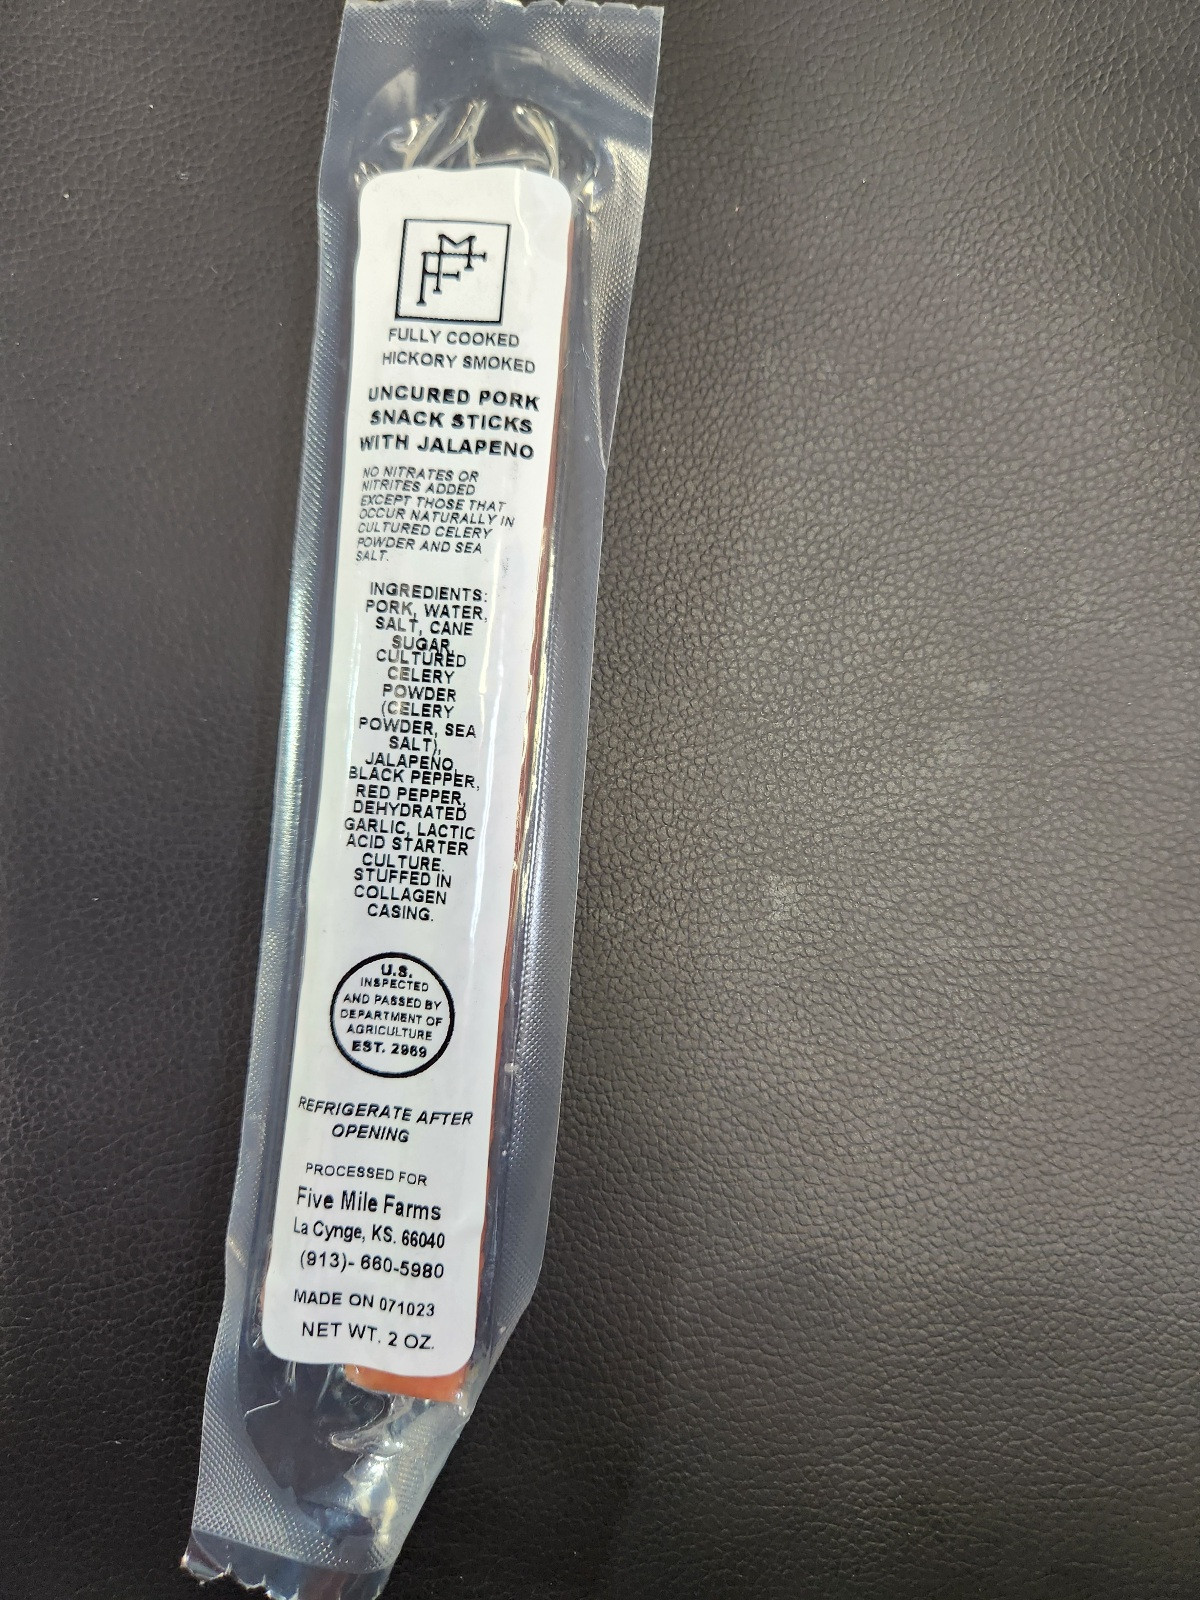 FMF
FULLY COOKED
HICKORY SMOKED
UNCURED PORK
SNACK STICKS
WITH JALAPENO
NO NITRATES OR
NITRITES ADDED
EXCEPT THOSE THAT
OCCUR NATURALLY IN
CULTURED CELERY
POWDER AND SEA
SALT.
INGREDIENTS:
PORK, WATER,
SALT, CANE
SUGAR,
CULTURED
CELERY
POWDER
(CELERY
POWDER, SEA
SALT),
JALAPENO,
BLACK PEPPER,
RED PEPPER,
DEHYDRATED
GARLIC, LACTIC
ACID STARTER
CULTURE.
STUFFED IN
COLLAGEN
CASING.
U.S.
INSPECTED
AND PASSED BY
DEPARTMENT OF
AGRICULTURE
EST. 2969
REFRIGERATE AFTER
OPENING
PROCESSED FOR
Five Mile Farms
La Cynge, KS. 66040
(913)- 660-5980
MADE ON 071023
NET WT. 2 OZ.